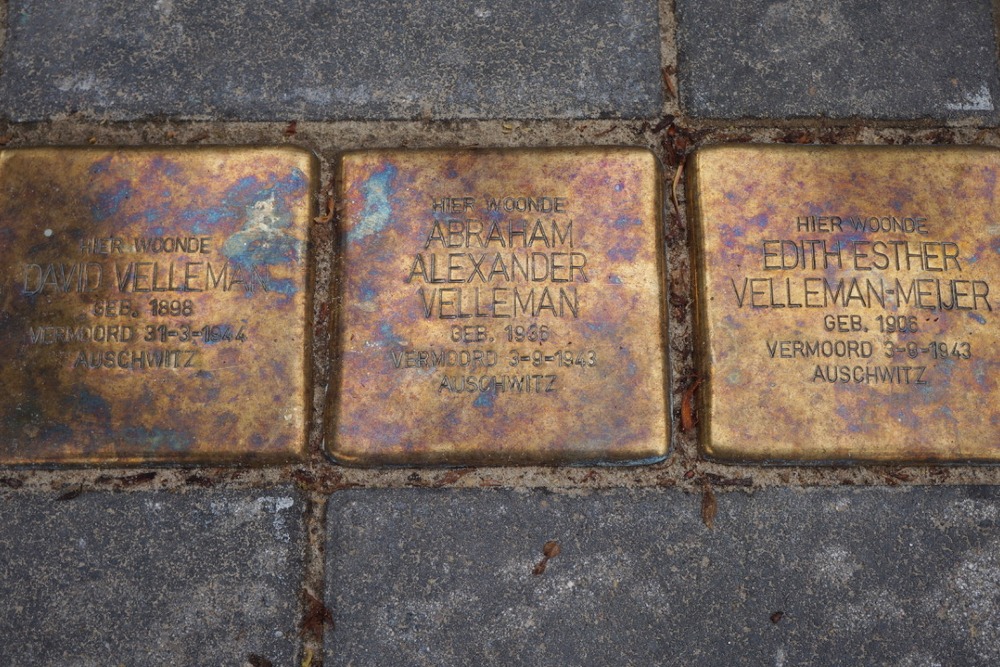 HIER WOONDE
DAVID VELLEMAN
GEB. 1898
VERMOORD 31-3-1944
AUSCHWITZ
HIER WOONDE
ABRAHAM
ALEXANDER
VELLEMAN
GEB. 1936
VERMOORD 3-9-1943
AUSCHWITZ
HIER WOONDE
EDITH ESTHER
VELLEMAN-MEIJER
GEB. 1906
VERMOORD 3-9-1943
AUSCHWITZ